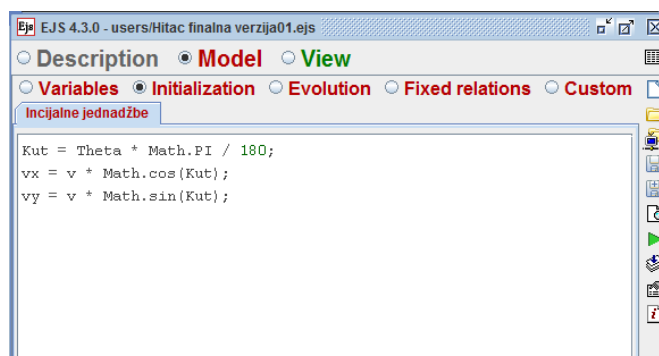 Ejs EJS 4.3.0 - users/Hitac finalna verzija01.ejs
Description Model View
Variables Initialization Evolution Fixed relations Custom
Incijalne jednadžbe
Kut = Theta * Math.PI / 180;
vx = v * Math.cos(Kut);
vy = v * Math.sin(Kut);